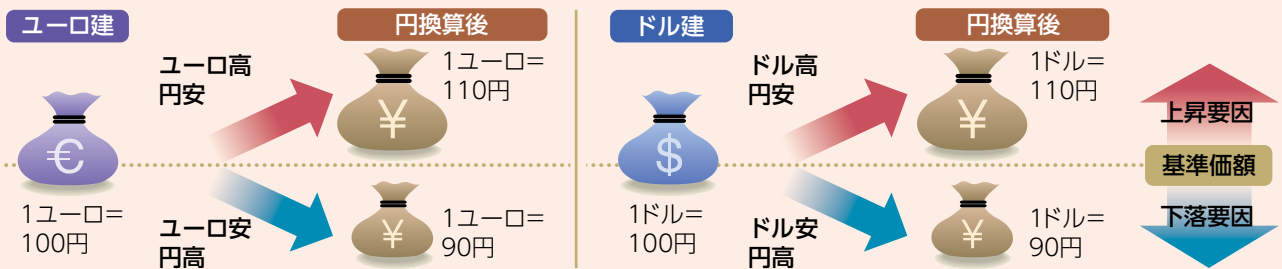 ユーロ建
円換算後
ユーロ高
円安
1ユーロ=
110円
¥
€
1ユーロ=
100円
ユーロ安
円高
¥
1ユーロ=
90円
ドル建
円換算後
ドル高
円安
1ドル=
110円
¥
$
1ドル=
100円
ドル安
円高
¥
1ドル=
90円
上昇要因
基準価額
下落要因